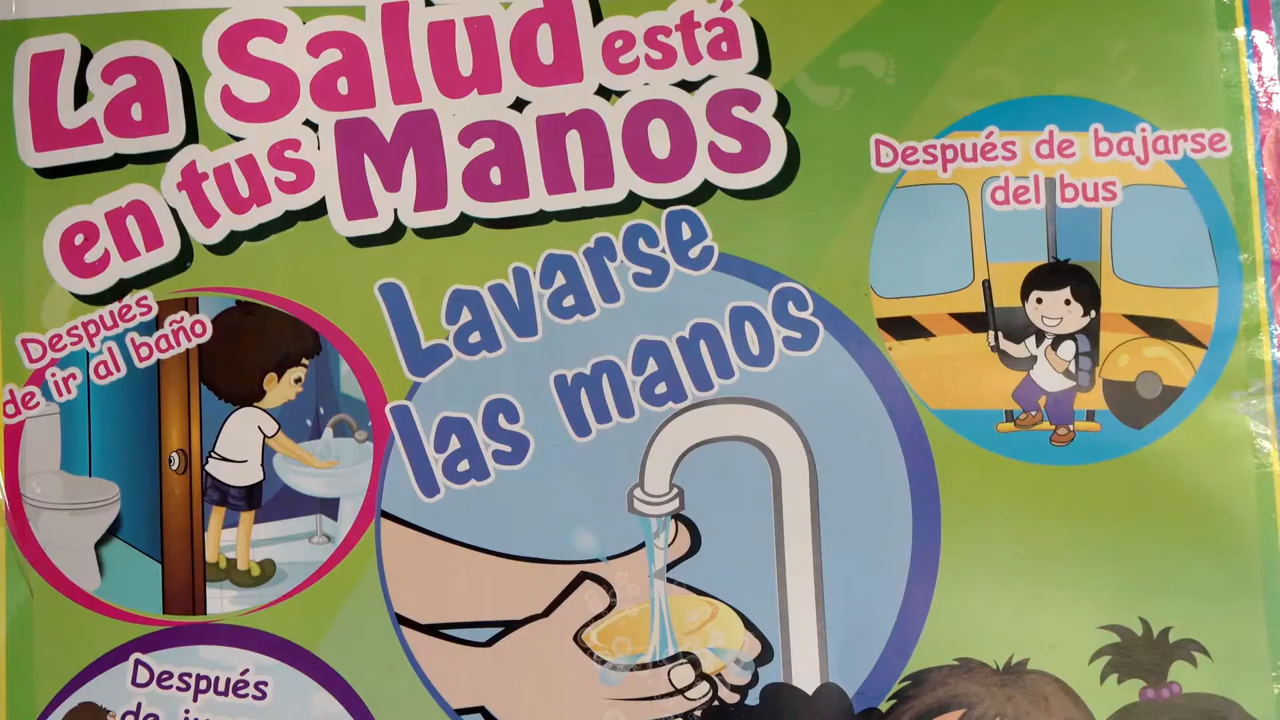 La Salud está
en tus Manos
Lavarse
las manos
Después de bajarse
del bus
Después
de ir al baño
Después
de